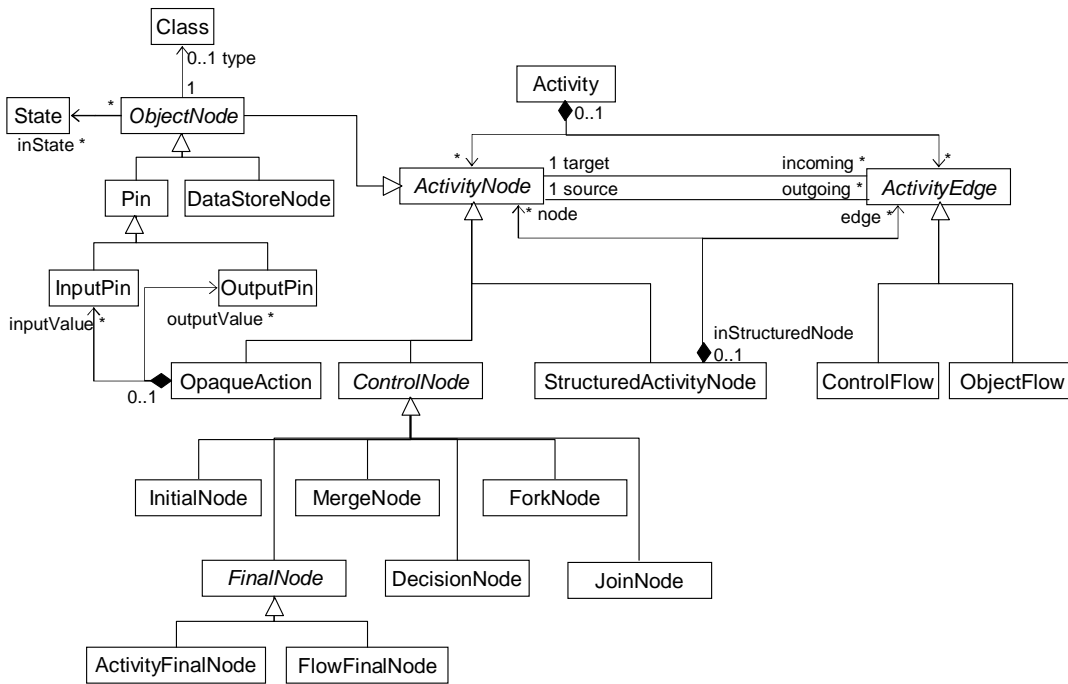 Class
0..1 type
1
Activity
State
*
ObjectNode
0..1
inState *
*
*
1 target
incoming *
Pin
DataStoreNode
ActivityNode
1 source
outgoing *
ActivityEdge
* node
edge *
InputPin
OutputPin
inputValue *
outputValue *
inStructuredNode
0..1
0..1
OpaqueAction
ControlNode
StructuredActivityNode
ControlFlow
ObjectFlow
InitialNode
MergeNode
ForkNode
FinalNode
DecisionNode
JoinNode
ActivityFinalNode
FlowFinalNode